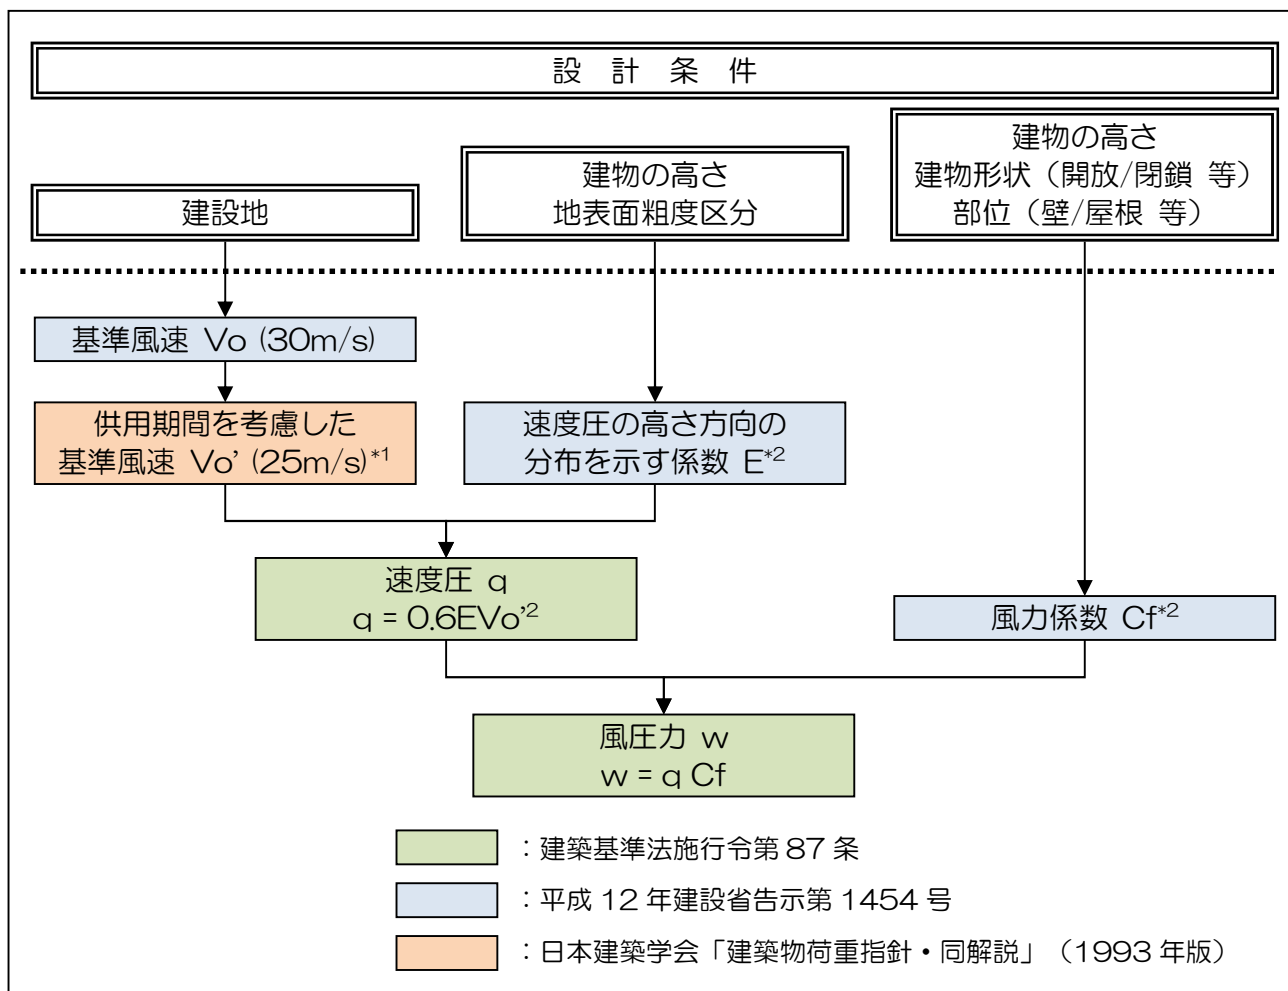 設 計 条 件
建設地
建物の高さ
地表面粗度区分
建物の高さ
建物形状（開放/閉鎖 等）
部位（壁/屋根 等）
基準風速 Vo (30m/s)
供用期間を考慮した
基準風速 Vo' (25m/s)*1
速度圧の高さ方向の
分布を示す係数 E*2
速度圧 q
q = 0.6EVo'2
風力係数 Cf*2
風圧力 w
w = q Cf
：建築基準法施行令第 87 条
：平成 12 年建設省告示第 1454 号
：日本建築学会「建築物荷重指針・同解説」（1993 年版）